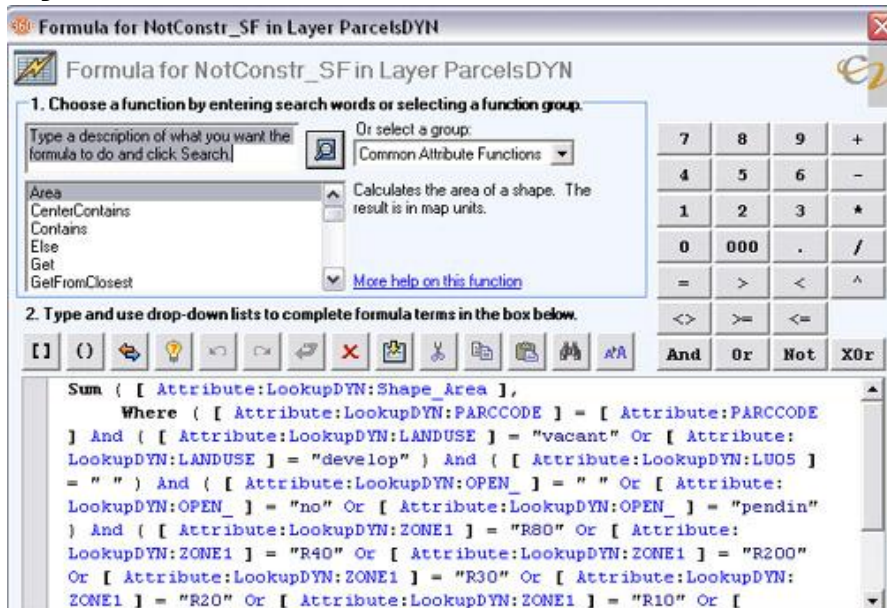 Formula for NotConstr_SF in Layer ParcelsDYN
Formula for NotConstr_SF in Layer ParcelsDYN
1. Choose a function by entering search words or selecting a function group.
Type a description of what you want the
formula to do and click Search.
Or select a group:
Common Attribute Functions
Area
CenterContains
Contains
Else
Get
GetFromClosest
Calculates the area of a shape. The
result is in map units.
More help on this function
7 8 9 +
4 5 6 -
1 2 3 *
0 000 . /
= > < ^
<> >= <=
And Or Not XOr
2. Type and use drop-down lists to complete formula terms in the box below.
[] ()
Sum ( [ Attribute:LookupDYN:Shape_Area ],
Where ( [ Attribute:LookupDYN:PARCCODE ] = [ Attribute:PARCCODE
] And ( [ Attribute:LookupDYN:LANDUSE ] = "vacant" Or [ Attribute:
LookupDYN:LANDUSE ] = "develop" ) And ( [ Attribute:LookupDYN:LU05 ]
= " " ) And ( [ Attribute:LookupDYN:OPEN_ ] = " " Or [ Attribute:
LookupDYN:OPEN_ ] = "no" Or [ Attribute:LookupDYN:OPEN_ ] = "pendin"
) And ( [ Attribute:LookupDYN:ZONE1 ] = "R80" Or [ Attribute:
LookupDYN:ZONE1 ] = "R40" Or [ Attribute:LookupDYN:ZONE1 ] = "R200"
Or [ Attribute:LookupDYN:ZONE1 ] = "R30" Or [ Attribute:LookupDYN:
ZONE1 ] = "R20" Or [ Attribute:LookupDYN:ZONE1 ] = "R10" Or [